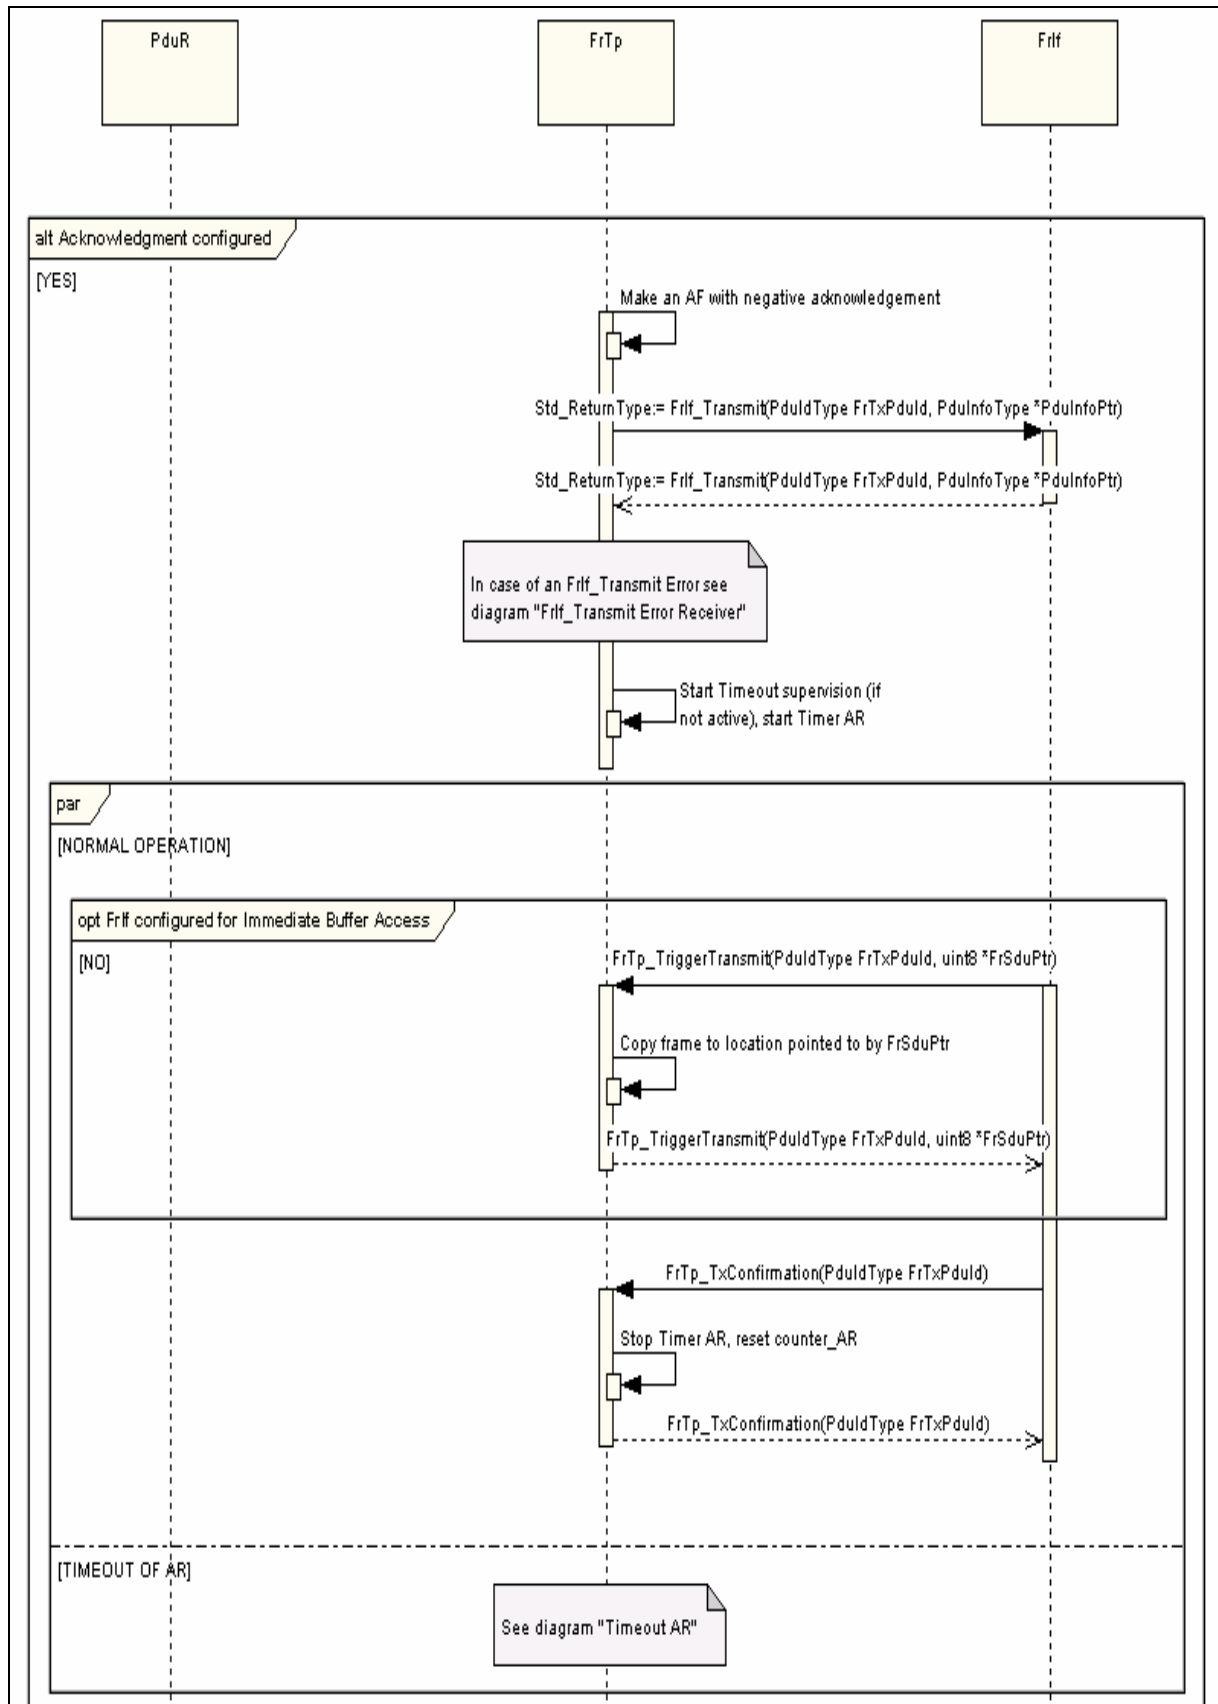 PduR
FrTp
FrIf
alt Acknowledgment configured
[YES]
Make an AF with negative acknowledgement
Std_ReturnType:= FrIf_Transmit(PduIdType FrTxPduId, PduInfoType *PduInfoPtr)
Std_ReturnType:= FrIf_Transmit(PduIdType FrTxPduId, PduInfoType *PduInfoPtr)
In case of an FrIf_Transmit Error see
diagram "FrIf_Transmit Error Receiver"
Start Timeout supervision (if
not active), start Timer AR
par
[NORMAL OPERATION]
opt FrIf configured for Immediate Buffer Access
[NO]
FrTp_TriggerTransmit(PduIdType FrTxPduId, uint8 *FrSduPtr)
Copy frame to location pointed to by FrSduPtr
FrTp_TriggerTransmit(PduIdType FrTxPduId, uint8 *FrSduPtr)
FrTp_TxConfirmation(PduIdType FrTxPduId)
Stop Timer AR, reset counter_AR
FrTp_TxConfirmation(PduIdType FrTxPduId)
[TIMEOUT OF AR]
See diagram "Timeout AR"